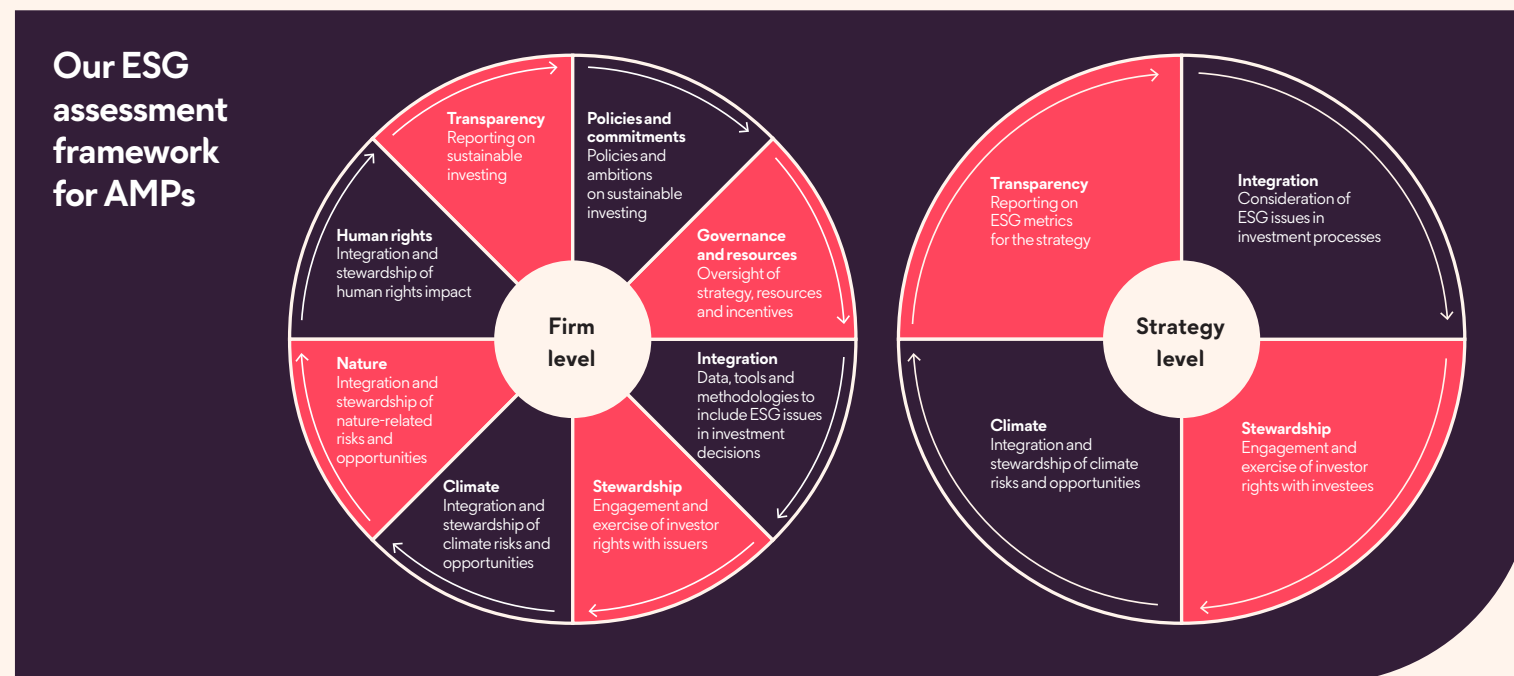 Our ESG
assessment
framework
for AMPs
Firm
level
Policies and
commitments
Policies and
ambitions
on sustainable
investing
Governance
and resources
Oversight of
strategy, resources
and incentives
Integration
Data, tools and
methodologies to
include ESG issues
in investment
decisions
Stewardship
Engagement and
exercise of investor
rights with issuers
Climate
Integration and
stewardship of
climate risks and
opportunities
Nature
Integration and
stewardship of
nature-related
risks and
opportunities
Human rights
Integration and
stewardship of
human rights impact
Transparency
Reporting on
sustainable
investing
Strategy
level
Integration
Consideration of
ESG issues in
investment processes
Stewardship
Engagement and
exercise of investor
rights with investees
Climate
Integration and
stewardship of climate
risks and opportunities
Transparency
Reporting on
ESG metrics
for the strategy